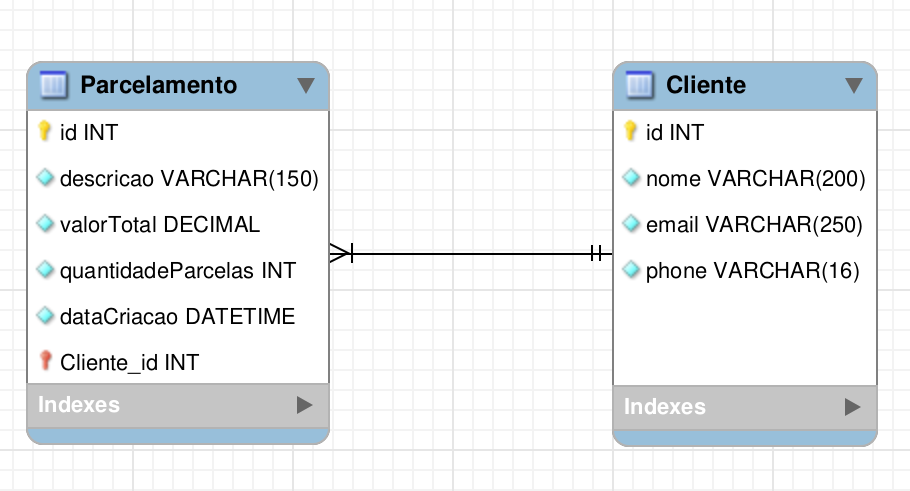 Parcelamento
id INT
descricao VARCHAR(150)
valorTotal DECIMAL
quantidadeParcelas INT
dataCriacao DATETIME
Cliente_id INT
Indexes
Cliente
id INT
nome VARCHAR(200)
email VARCHAR(250)
phone VARCHAR(16)
Indexes